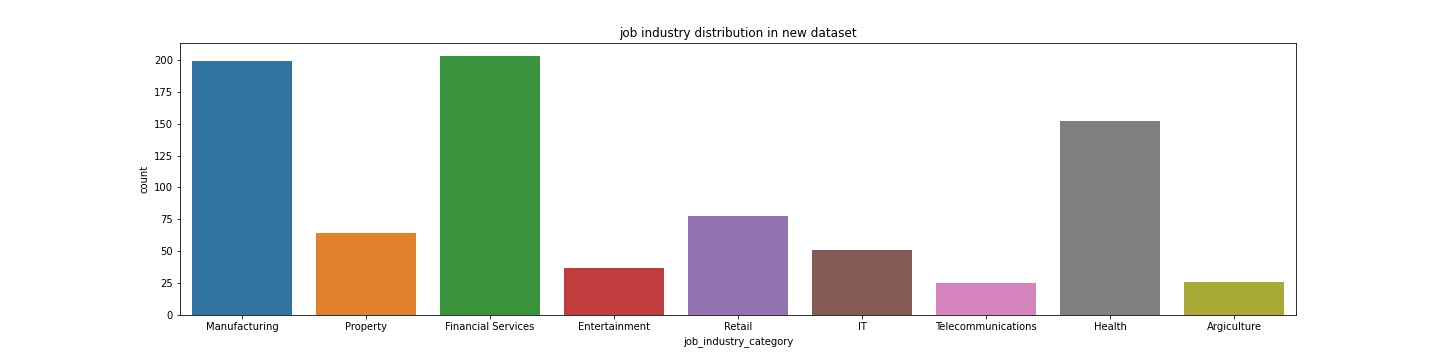 job industry distribution in new dataset
200
175
150
125
100
75
50
25
0
count
Manufacturing Property Financial Services Entertainment Retail IT Telecommunications Health Argiculture
job_industry_category